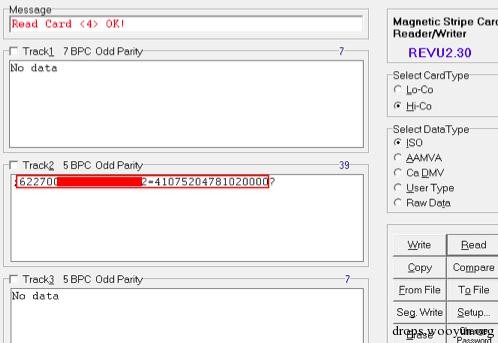 Message
Read Card <4> OK!
Track1 7 BPC Odd Parity 7
No data
Track2 5 BPC Odd Parity 39
;622700 2=41075204781020000?
Track3 5 BPC Odd Parity 7
No data
Magnetic Stripe Card
Reader/Writer
REVU2.30
Select CardType
Lo-Co
Hi-Co
Select DataType
ISO
AAMVA
Ca DMV
User Type
Raw Data
Write Read
Copy Compare
From File To File
Seg. Write Setup...
Erase
Password
drops.wooyun.org